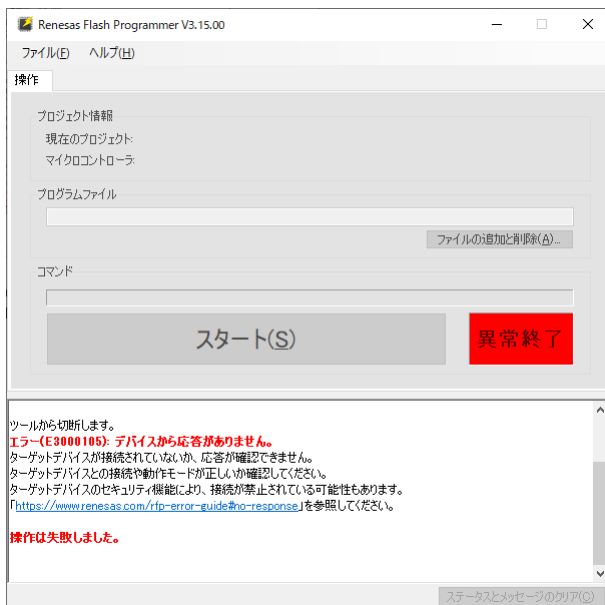 Renesas Flash Programmer V3.15.00
ファイル(F) ヘルプ(H)
操作
プロジェクト情報
現在のプロジェクト:
マイクロコントローラ:
プログラムファイル
ファイルの追加と削除(A)...
コマンド
スタート(S)
異常終了
ツールから切断します。
エラー(E3000105): デバイスから応答がありません。
ターゲットデバイスが接続されていないか、応答が確認できません。
ターゲットデバイスとの接続や動作モードが正しいか確認してください。
ターゲットデバイスのセキュリティ機能により、接続が禁止されている可能性もあります。
「https://www.renesas.com/rfp-error-guide#no-response」を参照してください。
操作は失敗しました。
ステータスとメッセージのクリア(C)